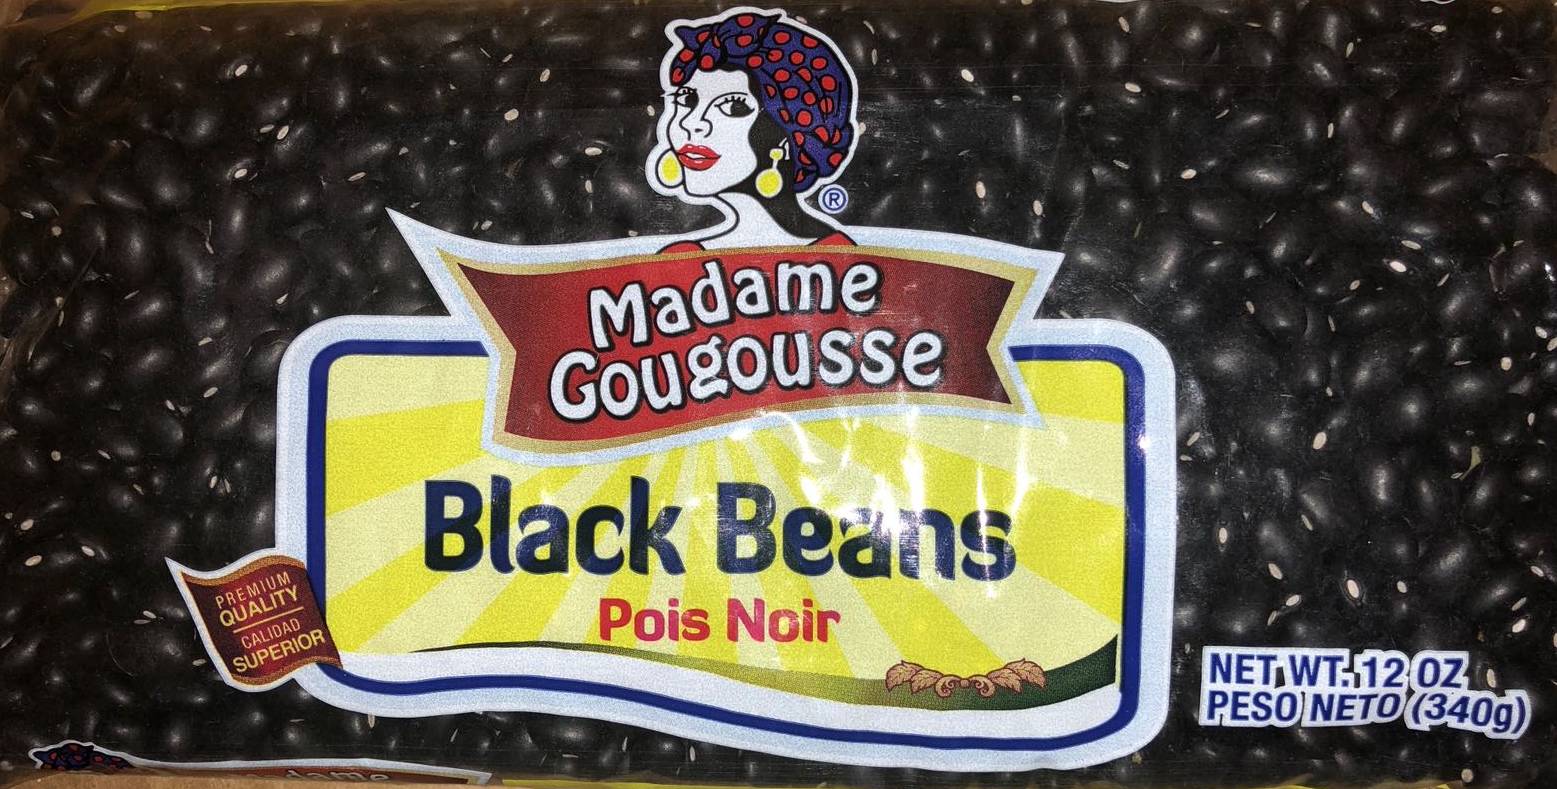 ®
Madame
Gougousse
Black Beans
Pois Noir
PREMIUM
QUALITY
CALIDAD
SUPERIOR
NET WT. 12 OZ
PESO NETO (340g)